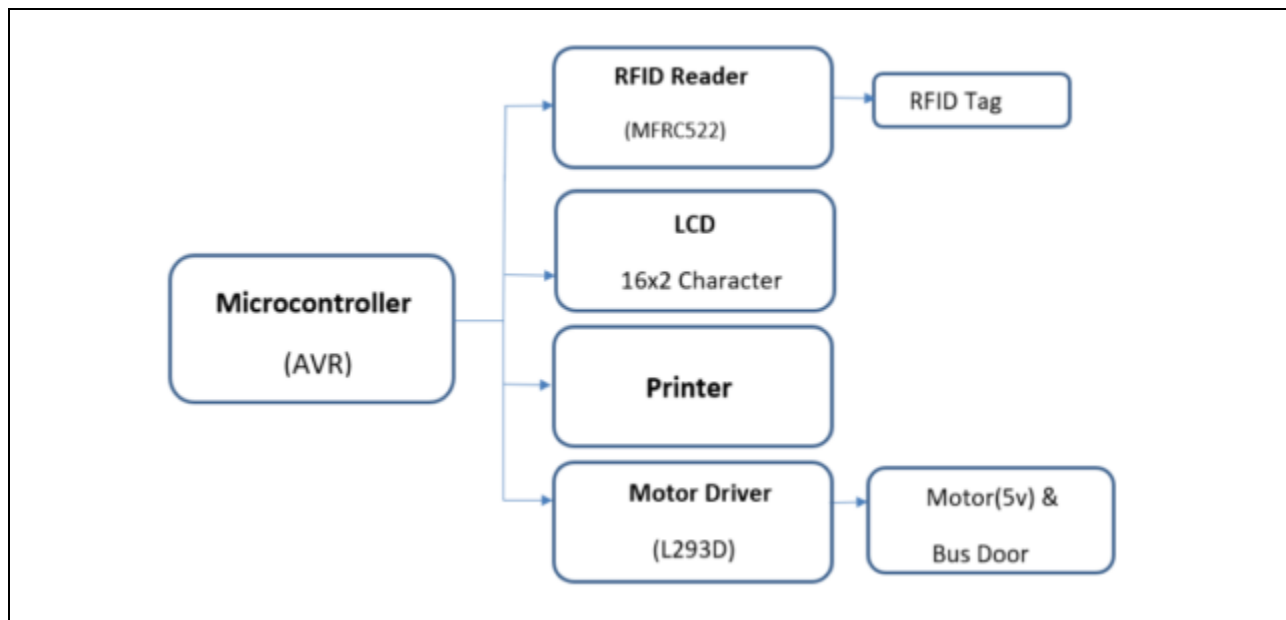 RFID Reader
(MFRC522)
RFID Tag
LCD
16x2 Character
Microcontroller
(AVR)
Printer
Motor Driver
(L293D)
Motor(5v) &
Bus Door